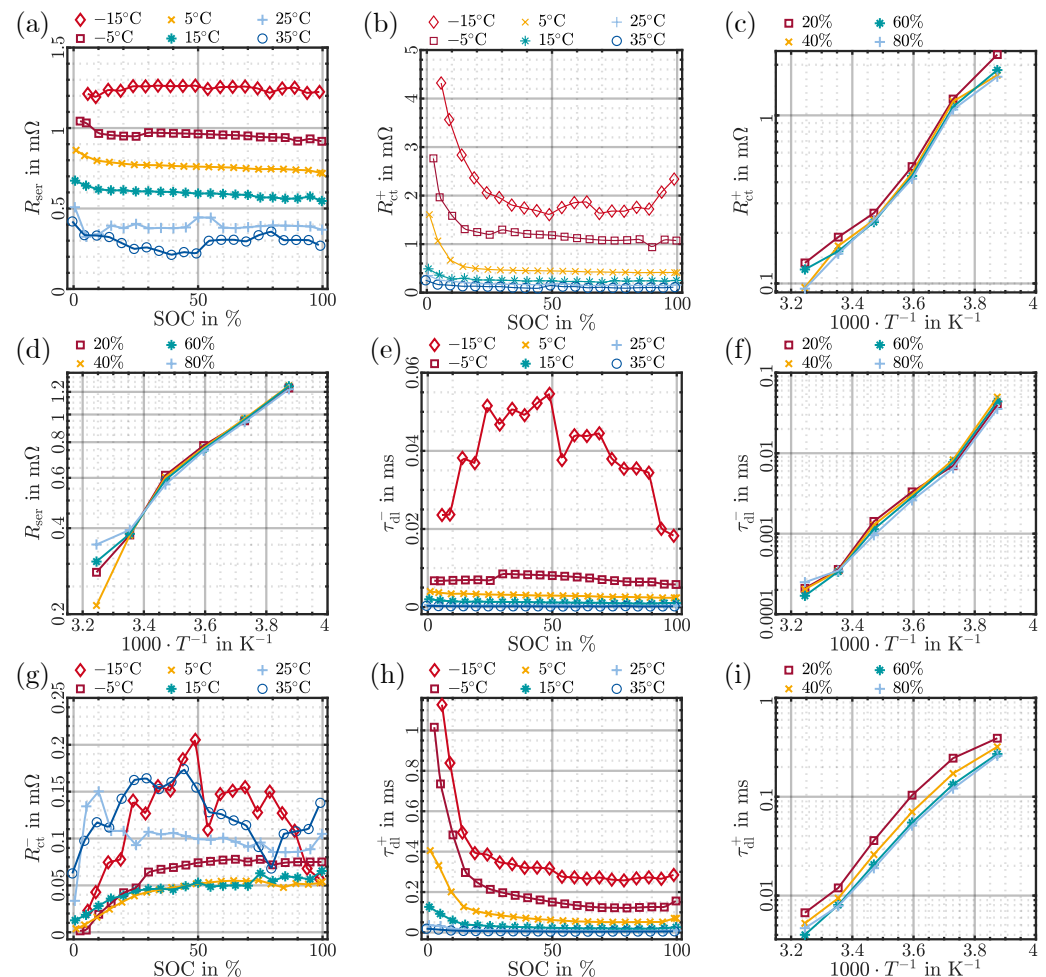 (a) −15°C 5°C 25°C
−5°C 15°C 35°C
1.5
1
0.5
0
R_ser in mΩ
0 50 100
SOC in %
(b) −15°C 5°C 25°C
−5°C 15°C 35°C
5
4
3
2
1
0
R_ct^+ in mΩ
0 50 100
SOC in %
(c) 20% 60%
40% 80%
1
0.1
R_ct^+ in mΩ
3.2 3.4 3.6 3.8 4
1000 · T^−1 in K^−1
(d) 20% 60%
40% 80%
1.2
1.0
0.8
0.6
0.4
0.2
R_ser in mΩ
3.2 3.4 3.6 3.8 4
1000 · T^−1 in K^−1
(e) −15°C 5°C 25°C
−5°C 15°C 35°C
0.06
0.04
0.02
0
τ_dl^− in ms
0 50 100
SOC in %
(f) 20% 60%
40% 80%
0.1
0.01
0.001
0.0001
τ_dl^− in ms
3.2 3.4 3.6 3.8 4
1000 · T^−1 in K^−1
(g) −15°C 5°C 25°C
−5°C 15°C 35°C
0.25
0.2
0.15
0.1
0.05
0
R_ct^− in mΩ
0 50 100
SOC in %
(h) −15°C 5°C 25°C
−5°C 15°C 35°C
1
0.8
0.6
0.4
0.2
0
τ_dl^+ in ms
0 50 100
SOC in %
(i) 20% 60%
40% 80%
1
0.1
0.01
τ_dl^+ in ms
3.2 3.4 3.6 3.8 4
1000 · T^−1 in K^−1